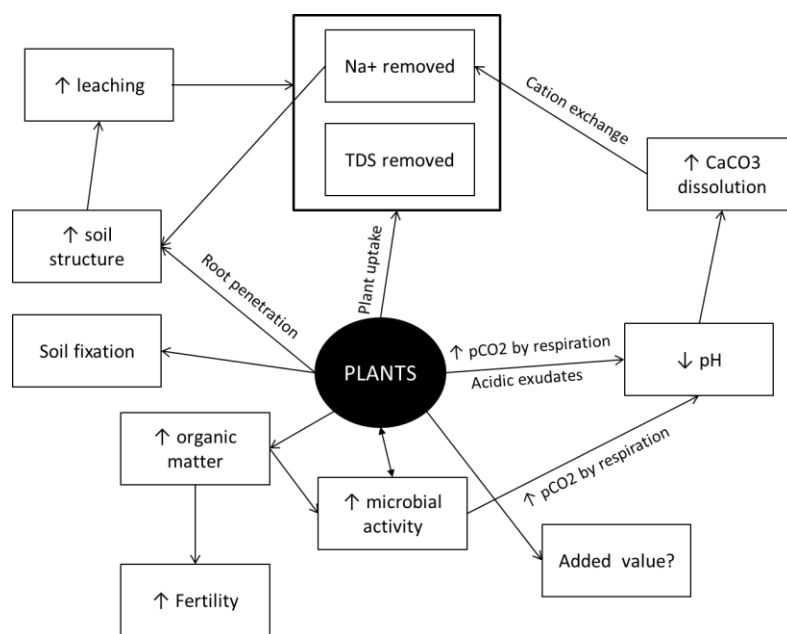 Na+ removed
↑ leaching
Cation exchange
TDS removed
↑ CaCO3
dissolution
↑ soil
structure
Root penetration
Plant uptake
Soil fixation
PLANTS
↑ pCO2 by respiration
Acidic exudates
↓ pH
↑ organic
matter
↑ microbial
activity
↑ pCO2 by respiration
Added value?
↑ Fertility